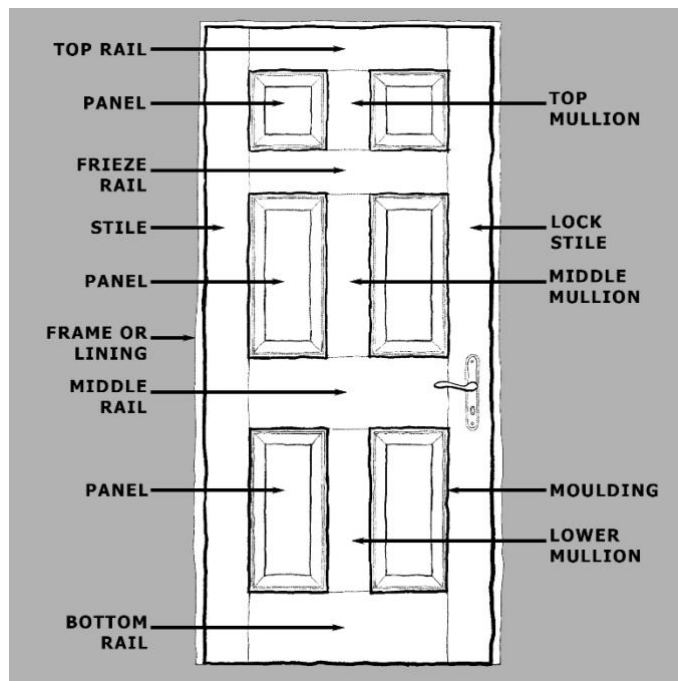 TOP RAIL
PANEL
TOP
MULLION
FRIEZE
RAIL
STILE
LOCK
STILE
PANEL
MIDDLE
MULLION
FRAME OR
LINING
MIDDLE
RAIL
PANEL
MOULDING
LOWER
MULLION
BOTTOM
RAIL